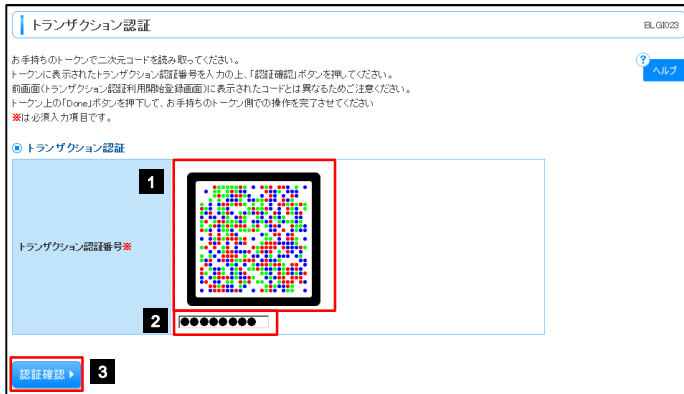 トランザクション認証
BLGI023
お手持ちのトークンで二次元コードを読み取ってください。
トークンに表示されたトランザクション認証番号を入力の上、「認証確認」ボタンを押してください。
前画面(トランザクション認証利用開始登録画面)に表示されたコードとは異なるためご注意ください。
トークン上の「Done」ボタンを押下して、お手持ちのトークン側での操作を完了させてください
※は必須入力項目です。
?
ヘルプ
トランザクション認証
1
トランザクション認証番号※
2
●●●●●●●●
認証確認
3